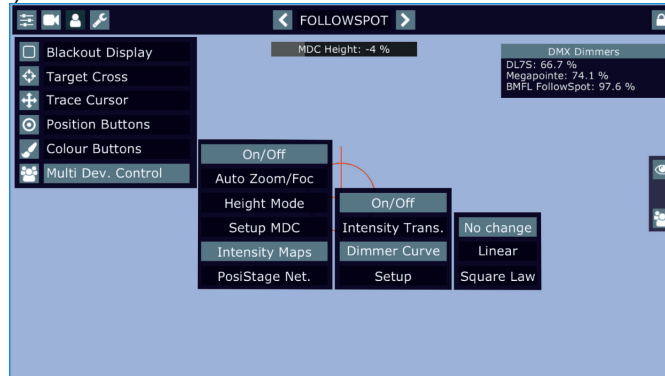 FOLLOWSPOT
MDC Height: -4 %
DMX Dimmers
DL7S: 66.7 %
Megapointe: 74.1 %
BMFL FollowSpot: 97.6 %
Blackout Display
Target Cross
Trace Cursor
Position Buttons
Colour Buttons
Multi Dev. Control
On/Off
Auto Zoom/Foc
Height Mode
Setup MDC
Intensity Maps
PosiStage Net.
On/Off
Intensity Trans.
Dimmer Curve
Setup
No change
Linear
Square Law